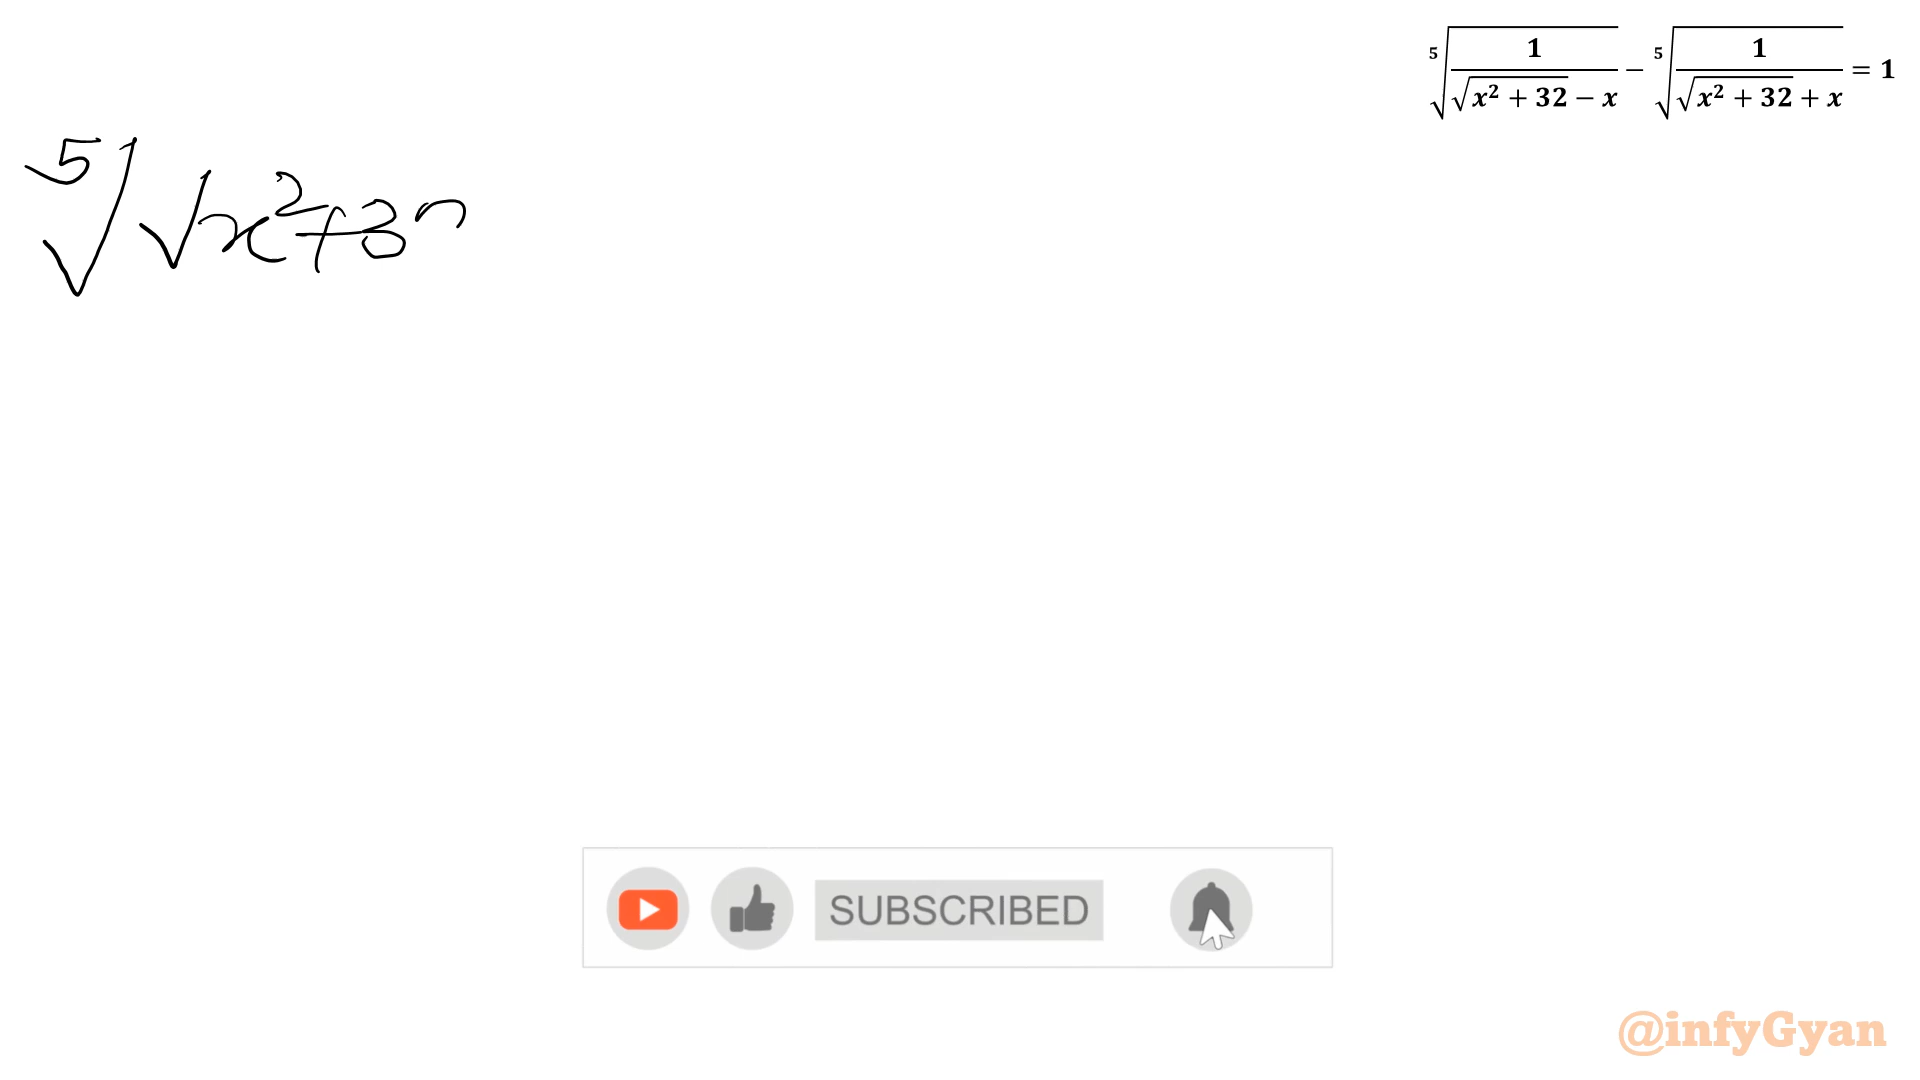 ⁵√(1/(√(x² + 32) − x)) − ⁵√(1/(√(x² + 32) + x)) = 1
⁵√ √x²+3
SUBSCRIBED
@infyGyan